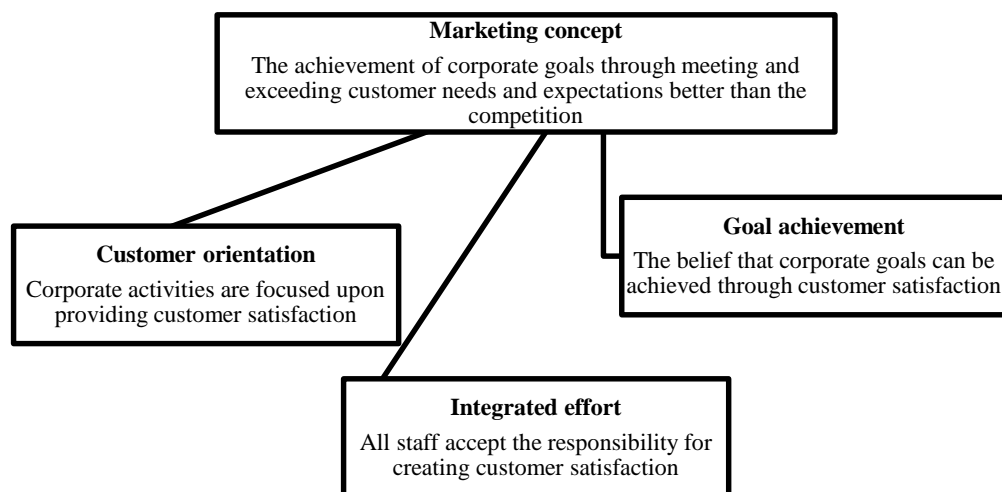 Marketing concept
The achievement of corporate goals through meeting and
exceeding customer needs and expectations better than the
competition
Customer orientation
Corporate activities are focused upon
providing customer satisfaction
Goal achievement
The belief that corporate goals can be
achieved through customer satisfaction
Integrated effort
All staff accept the responsibility for
creating customer satisfaction